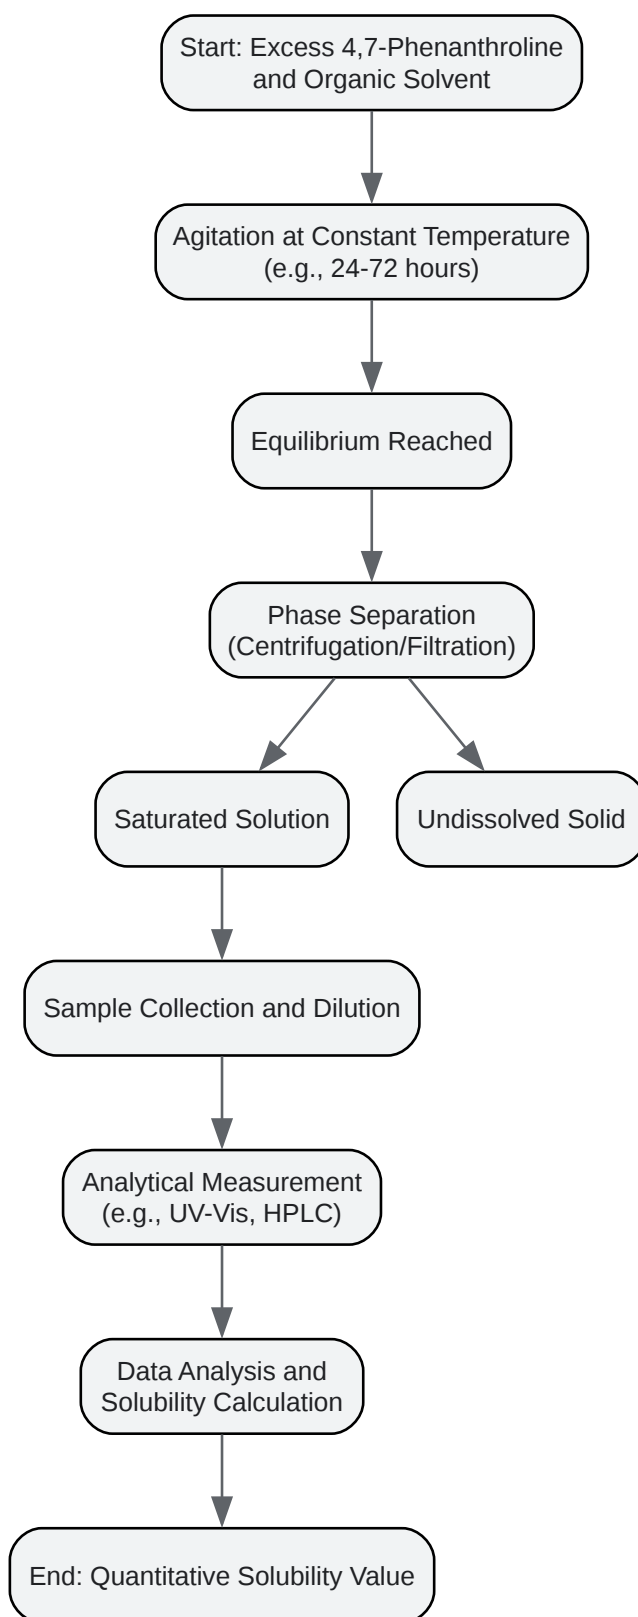 Start: Excess 4,7-Phenanthroline
and Organic Solvent
Agitation at Constant Temperature
(e.g., 24-72 hours)
Equilibrium Reached
Phase Separation
(Centrifugation/Filtration)
Saturated Solution
Undissolved Solid
Sample Collection and Dilution
Analytical Measurement
(e.g., UV-Vis, HPLC)
Data Analysis and
Solubility Calculation
End: Quantitative Solubility Value